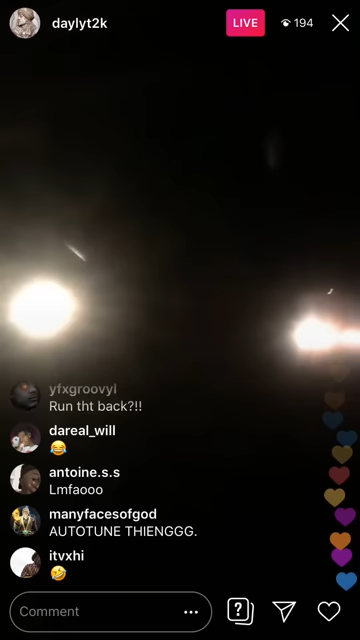 daylyt2k
LIVE
194
yfxgroovyl
Run tht back?!!
dareal_will
😂
antoine.s.s
Lmfaooo
manyfacesofgod
AUTOTUNE THIENGGG.
itvxhi
🤣
Comment